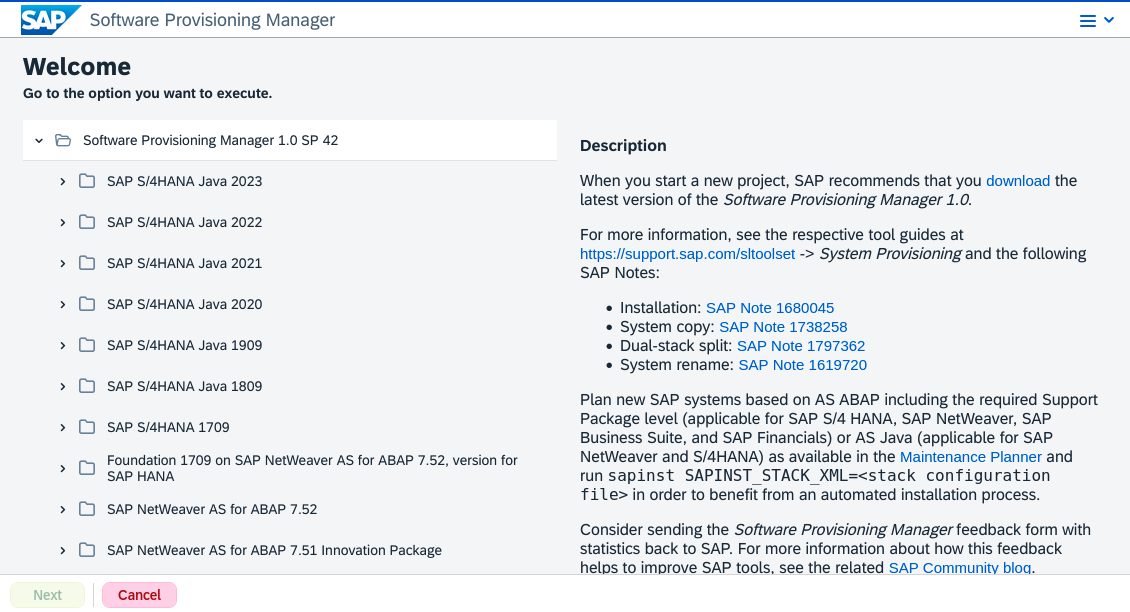 SAP Software Provisioning Manager
Welcome
Go to the option you want to execute.
Software Provisioning Manager 1.0 SP 42
SAP S/4HANA Java 2023
SAP S/4HANA Java 2022
SAP S/4HANA Java 2021
SAP S/4HANA Java 2020
SAP S/4HANA Java 1909
SAP S/4HANA Java 1809
SAP S/4HANA 1709
Foundation 1709 on SAP NetWeaver AS for ABAP 7.52, version for
SAP HANA
SAP NetWeaver AS for ABAP 7.52
SAP NetWeaver AS for ABAP 7.51 Innovation Package
Description
When you start a new project, SAP recommends that you download the
latest version of the Software Provisioning Manager 1.0.
For more information, see the respective tool guides at
https://support.sap.com/sltoolset -> System Provisioning and the following
SAP Notes:
• Installation: SAP Note 1680045
• System copy: SAP Note 1738258
• Dual-stack split: SAP Note 1797362
• System rename: SAP Note 1619720
Plan new SAP systems based on AS ABAP including the required Support
Package level (applicable for SAP S/4 HANA, SAP NetWeaver, SAP
Business Suite, and SAP Financials) or AS Java (applicable for SAP
NetWeaver and S/4HANA) as available in the Maintenance Planner and
run sapinst SAPINST_STACK_XML=<stack configuration
file> in order to benefit from an automated installation process.
Consider sending the Software Provisioning Manager feedback form with
statistics back to SAP. For more information about how this feedback
helps to improve SAP tools, see the related SAP Community blog.
Next
Cancel